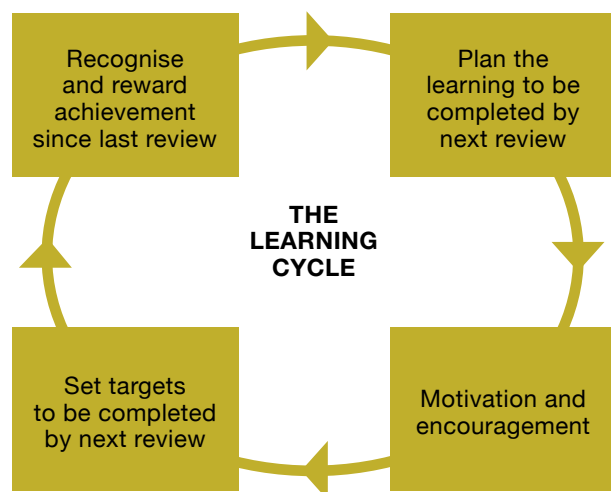 Recognise
and reward
achievement
since last review
Plan the
learning to be
completed by
next review
THE
LEARNING
CYCLE
Set targets
to be completed
by next review
Motivation and
encouragement